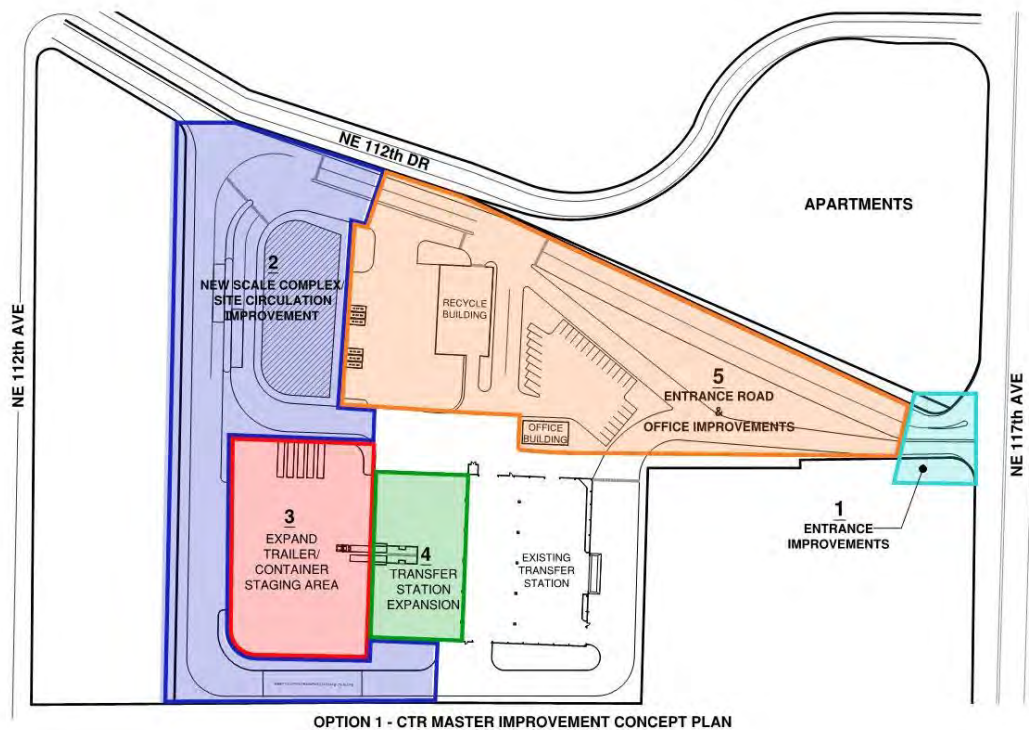 NE 112th DR
APARTMENTS
2
NEW SCALE COMPLEX/
SITE CIRCULATION
IMPROVEMENT
RECYCLE
BUILDING
NE 112th AVE
5
ENTRANCE ROAD
&
OFFICE IMPROVEMENTS
OFFICE
BUILDING
NE 117th AVE
1
ENTRANCE
IMPROVEMENTS
3
EXPAND
TRAILER/
CONTAINER
STAGING AREA
4
TRANSFER
STATION
EXPANSION
EXISTING
TRANSFER
STATION
OPTION 1 - CTR MASTER IMPROVEMENT CONCEPT PLAN